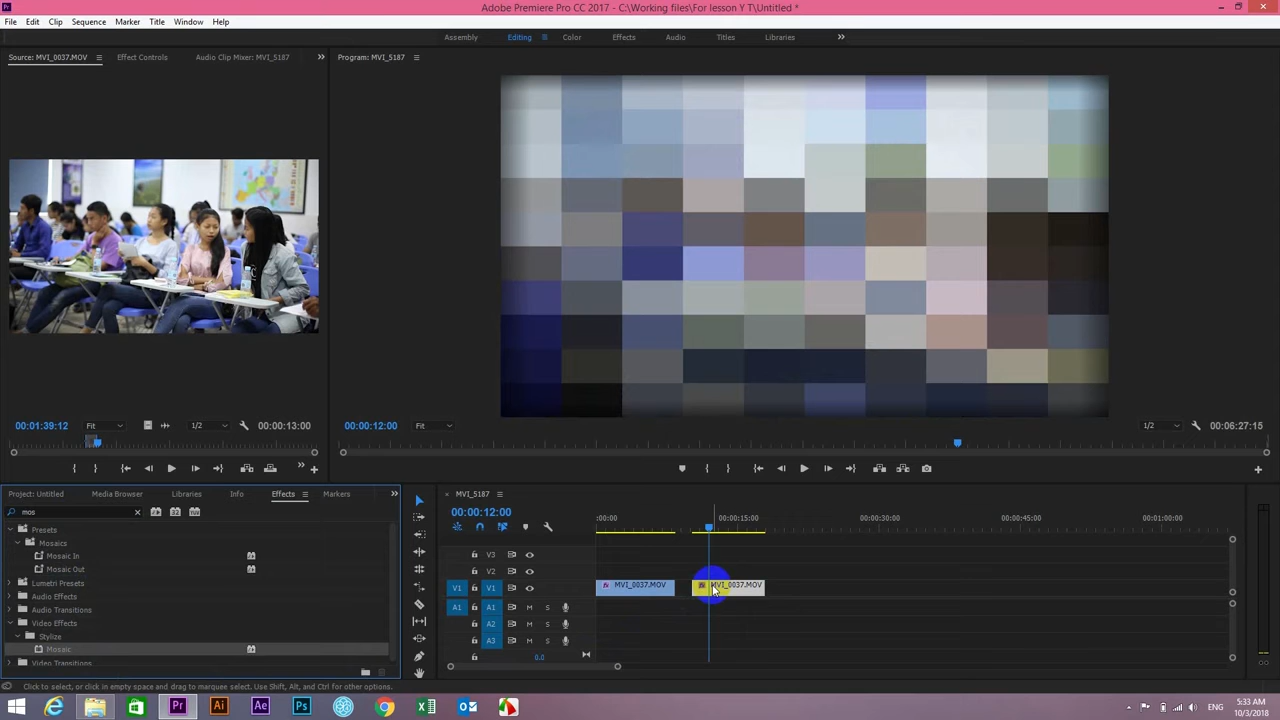 Adobe Premiere Pro CC 2017 - C:\Working files\For lesson Y T\Untitled *
File Edit Clip Sequence Marker Title Window Help
Assembly Editing Color Effects Audio Titles Libraries
Source: MVI_0037.MOV Effect Controls Audio Clip Mixer: MVI_5187 Program: MVI_5187
00:01:39:12 Fit 1/2 00:00:13:00 00:00:12:00 Fit 1/2 00:06:27:15
Project: Untitled Media Browser Libraries Info Effects Markers
mos
Presets
Mosaics
Mosaic In
Mosaic Out
Lumetri Presets
Audio Effects
Audio Transitions
Video Effects
Stylize
Mosaic
Video Transitions
MVI_5187
00:00:12:00
:00:00 00:00:15:00 00:00:30:00 00:00:45:00 00:01:00:00
V3
V2
V1 V1 MVI_0037.MOV MVI_0037.MOV
A1 A1 M S
A2 M S
A3 M S
0.0
Click to select, or click in empty space and drag to marquee select. Use Shift, Alt, and Ctrl for other options.
ENG
5:33 AM
10/3/2018